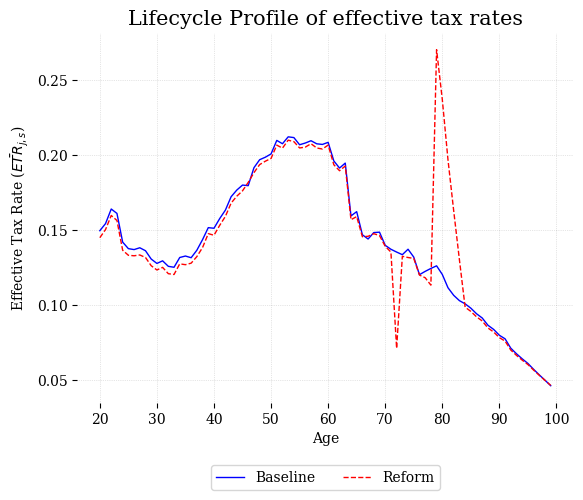 Lifecycle Profile of effective tax rates
Effective Tax Rate ($\bar{ETR}_{j,s}$)
0.25
0.20
0.15
0.10
0.05
20 30 40 50 60 70 80 90 100
Age
Baseline Reform